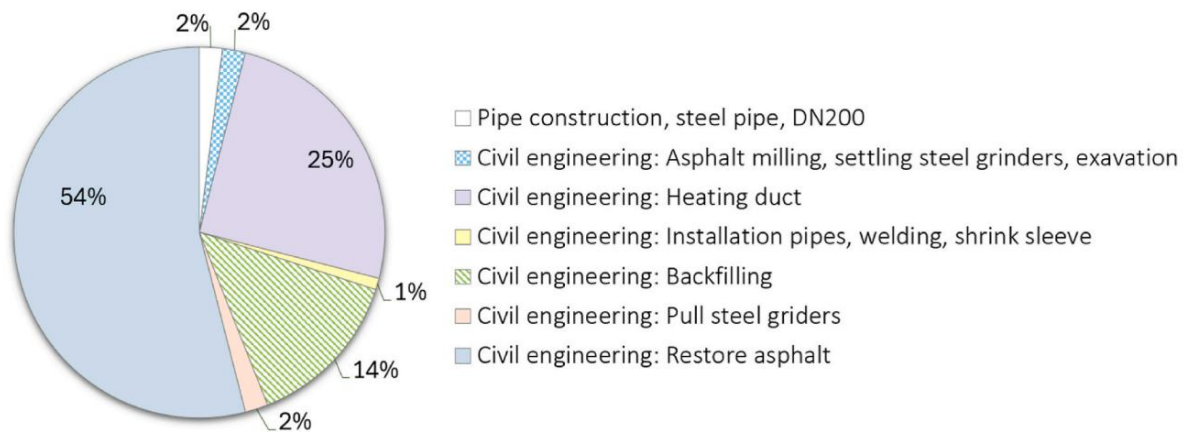 2%
2%
25%
54%
1%
14%
2%
Pipe construction, steel pipe, DN200
Civil engineering: Asphalt milling, settling steel grinders, exavation
Civil engineering: Heating duct
Civil engineering: Installation pipes, welding, shrink sleeve
Civil engineering: Backfilling
Civil engineering: Pull steel griders
Civil engineering: Restore asphalt